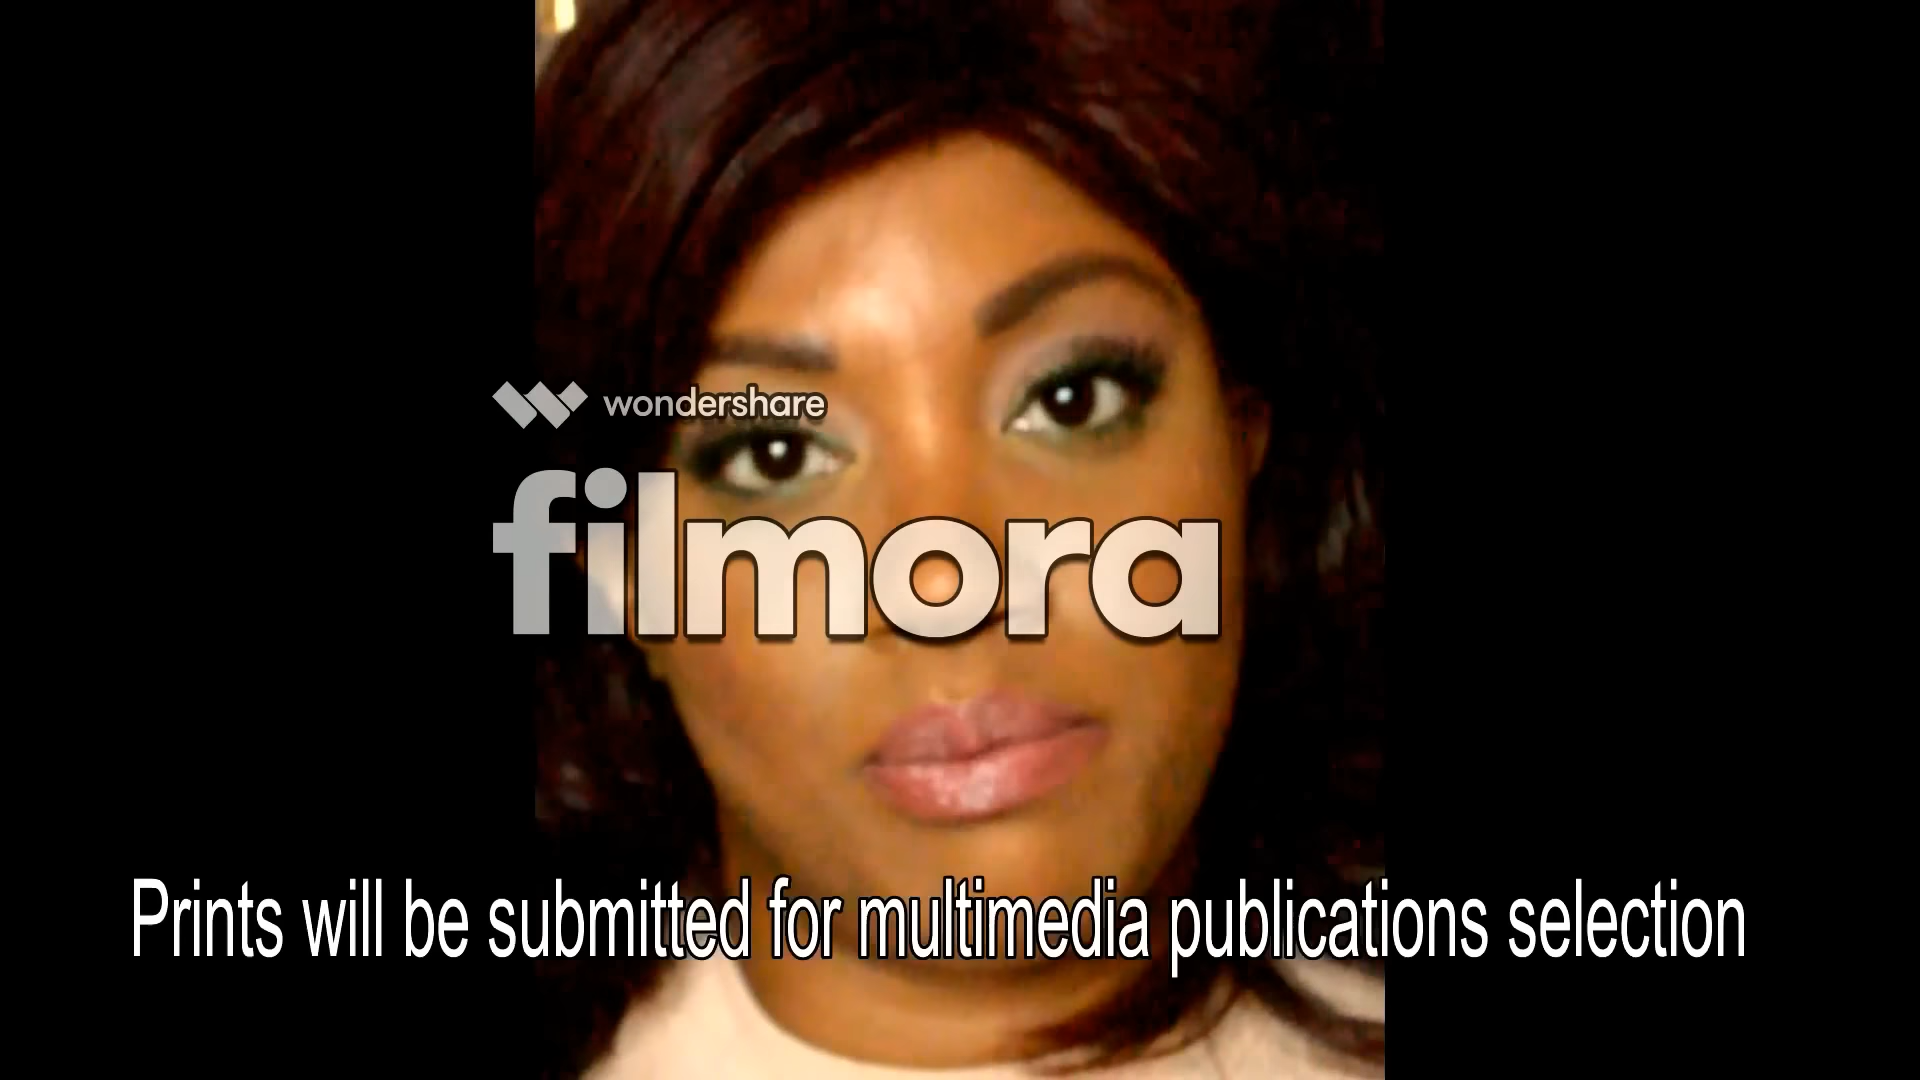 wondershare
filmora
Prints will be submitted for multimedia publications selection